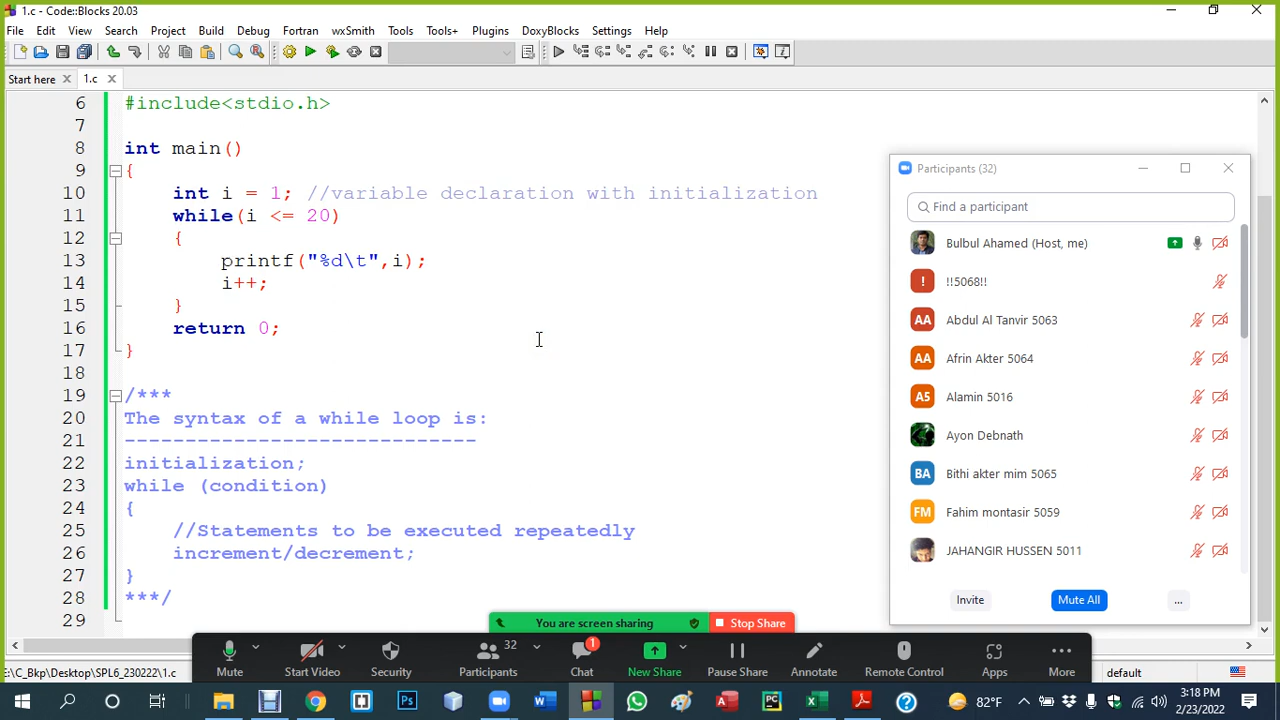 1.c - Code::Blocks 20.03
File Edit View Search Project Build Debug Fortran wxSmith Tools Tools+ Plugins DoxyBlocks Settings Help
Start here 1.c
6 #include<stdio.h>
7
8 int main()
9 {
10 int i = 1; //variable declaration with initialization
11 while(i <= 20)
12 {
13 printf("%d\t",i);
14 i++;
15 }
16 return 0;
17 }
18
19 /***
20 The syntax of a while loop is:
21 -----------------------------
22 initialization;
23 while (condition)
24 {
25 //Statements to be executed repeatedly
26 increment/decrement;
27 }
28 ***/
29
Participants (32)
Find a participant
Bulbul Ahamed (Host, me)
! !!5068!!
AA Abdul Al Tanvir 5063
AA Afrin Akter 5064
A5 Alamin 5016
Ayon Debnath
BA Bithi akter mim 5065
FM Fahim montasir 5059
JAHANGIR HUSSEN 5011
Invite Mute All ...
You are screen sharing Stop Share
32 1
Mute Start Video Security Participants Chat New Share Pause Share Annotate Remote Control Apps More
E:\C_Bkp\Desktop\SPL6_230222\1.c default
82°F 3:18 PM
2/23/2022